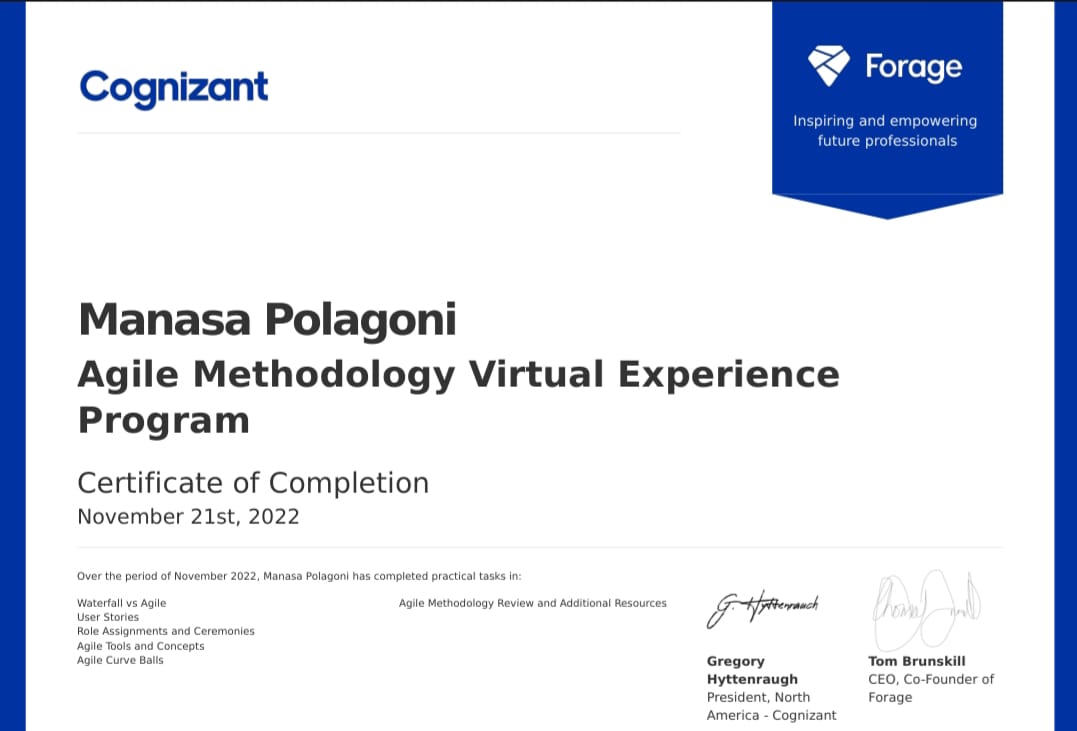 Cognizant
Forage
Inspiring and empowering
future professionals
Manasa Polagoni
Agile Methodology Virtual Experience
Program
Certificate of Completion
November 21st, 2022
Over the period of November 2022, Manasa Polagoni has completed practical tasks in:
Waterfall vs Agile
User Stories
Role Assignments and Ceremonies
Agile Tools and Concepts
Agile Curve Balls
Agile Methodology Review and Additional Resources
G. Hyttenrauch
Gregory
Hyttenraugh
President, North
America - Cognizant
Tom Brunskill
CEO, Co-Founder of
Forage